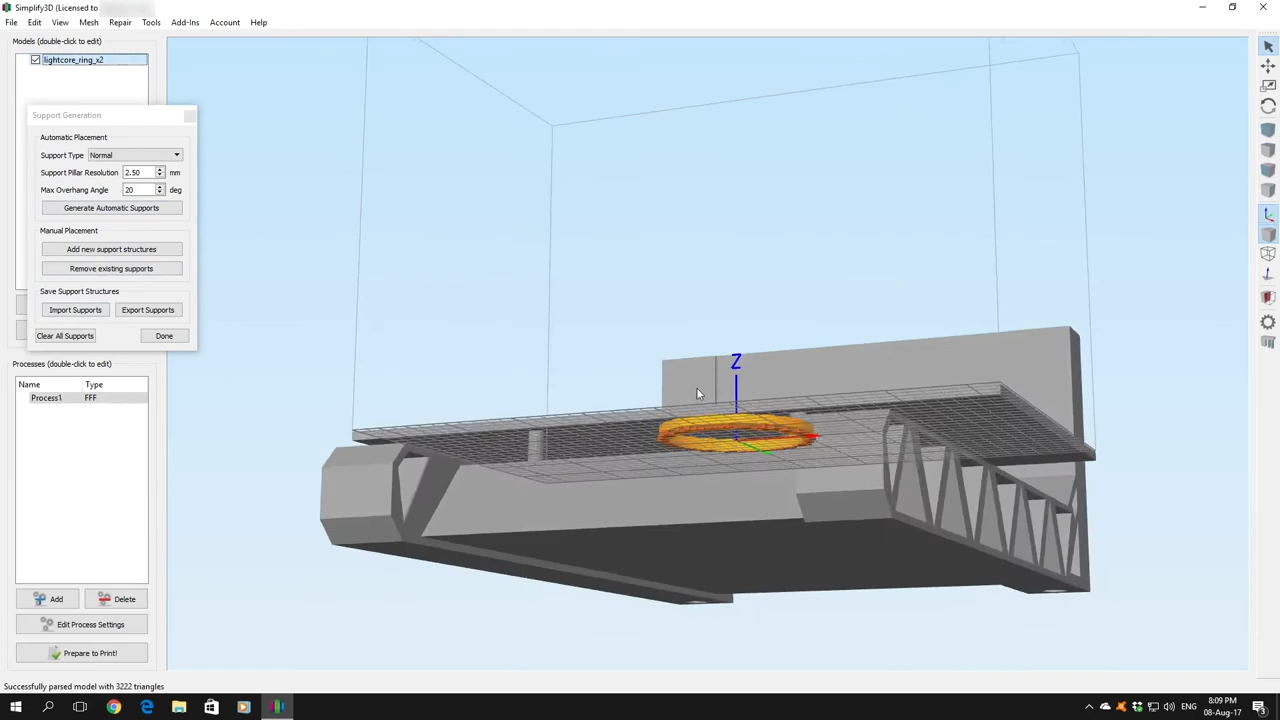 Simplify3D (Licensed to
File Edit View Mesh Repair Tools Add-Ins Account Help
Models (double-click to edit)
lightcore_ring_x2
Support Generation
Automatic Placement
Support Type Normal
Support Pillar Resolution 2.50 mm
Max Overhang Angle 20 deg
Generate Automatic Supports
Manual Placement
Add new support structures
Remove existing supports
Save Support Structures
Import Supports Export Supports
Clear All Supports Done
Z
Processes (double-click to edit)
Name Type
Process1 FFF
Add Delete
Edit Process Settings
Prepare to Print!
Successfully parsed model with 3222 triangles
ENG
8:09 PM
08-Aug-17
3